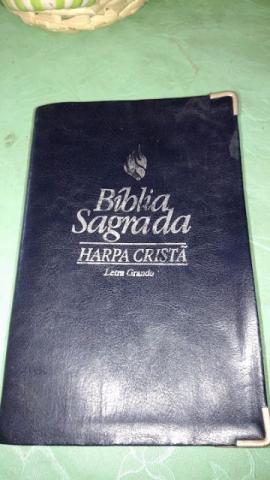 Bíblia
Sagrada
HARPA CRISTÃ
Letra Grande